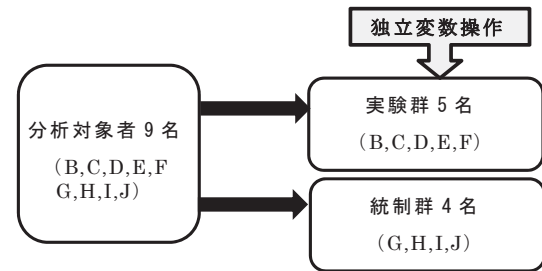 独立変数操作
分析対象者 9 名
（B,C,D,E,F
G,H,I,J）
実験群 5 名
（B,C,D,E,F）
統制群 4 名
（G,H,I,J）